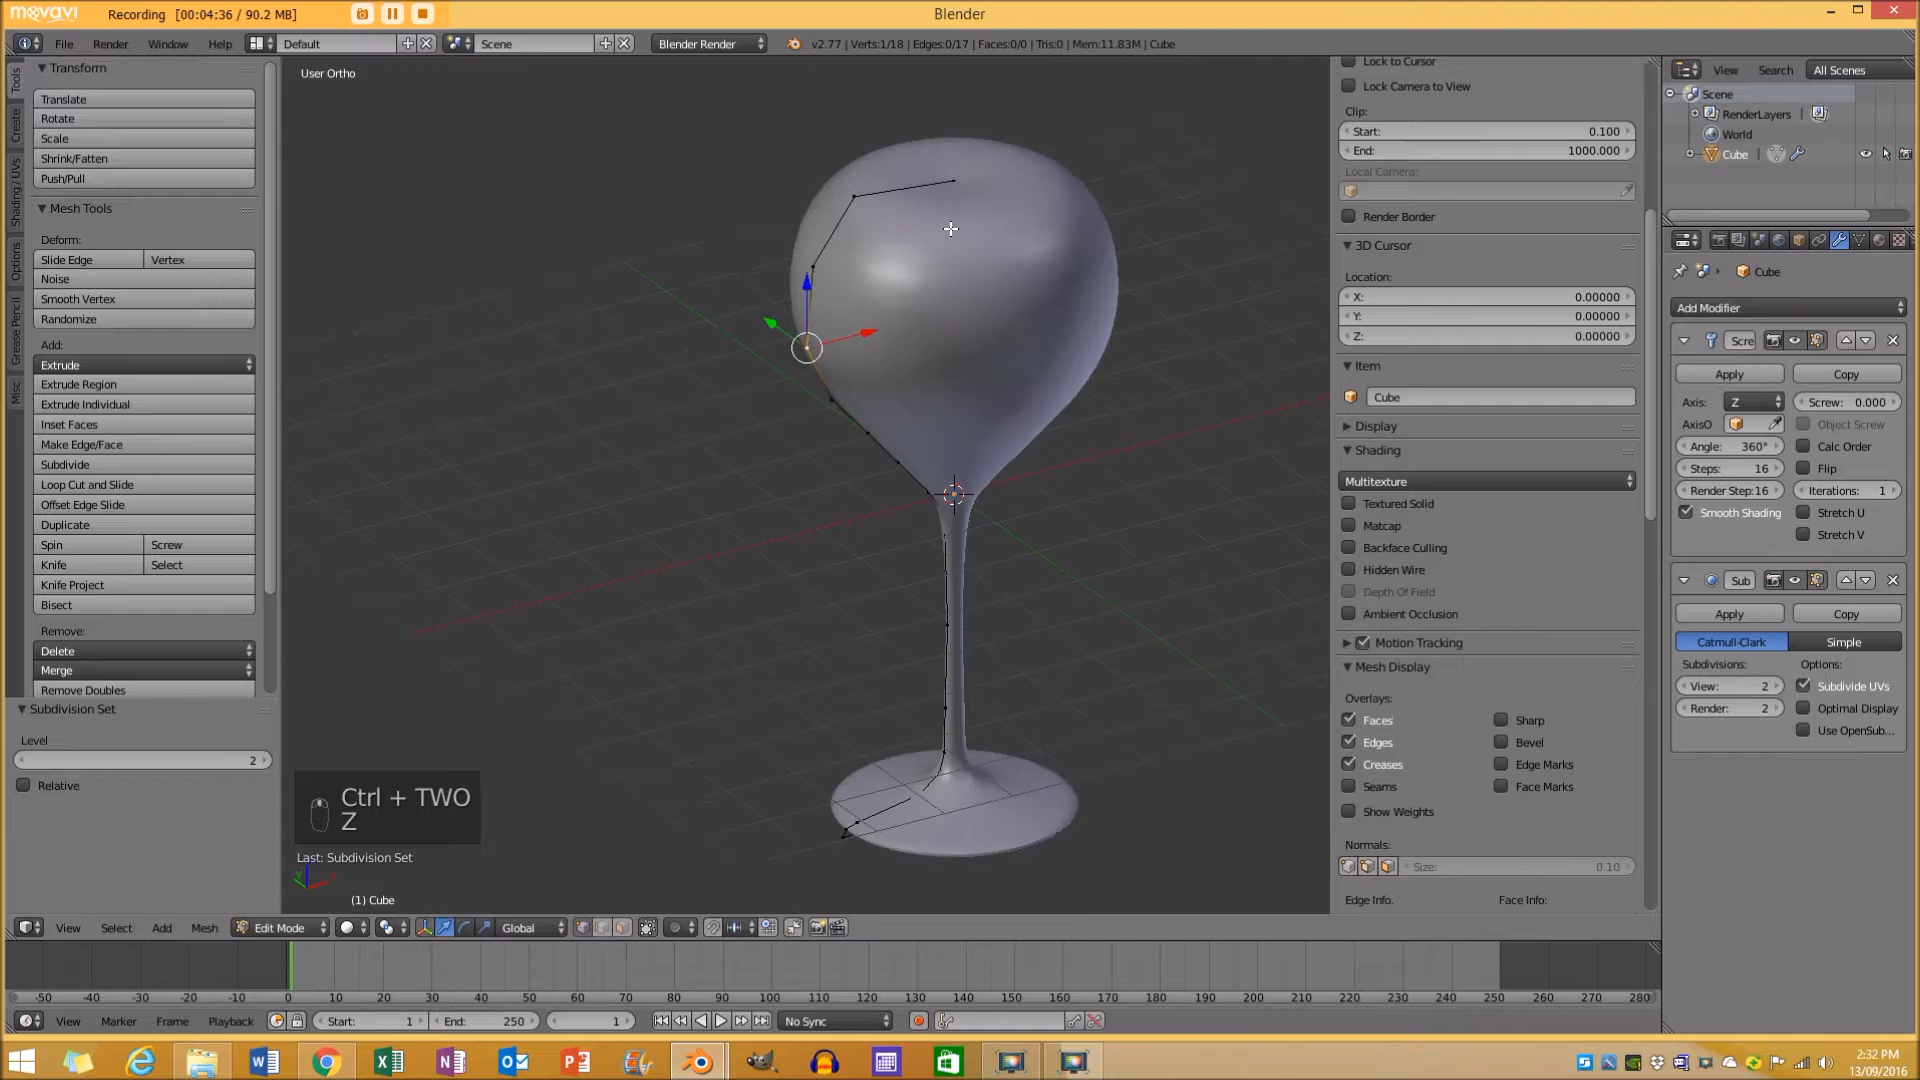 movavi
Recording [00:04:36 / 90.2 MB]
Blender
File Render Window Help Default Scene Blender Render v2.77 | Verts:1/18 | Edges:0/17 | Faces:0/0 | Tris:0 | Mem:11.83M | Cube
Tools
Create
Shading / UVs
Options
Grease Pencil
Misc
Transform
Translate
Rotate
Scale
Shrink/Fatten
Push/Pull
Mesh Tools
Deform:
Slide Edge Vertex
Noise
Smooth Vertex
Randomize
Add:
Extrude
Extrude Region
Extrude Individual
Inset Faces
Make Edge/Face
Subdivide
Loop Cut and Slide
Offset Edge Slide
Duplicate
Spin Screw
Knife Select
Knife Project
Bisect
Remove:
Delete
Merge
Remove Doubles
Subdivision Set
Level
2
Relative
User Ortho
Ctrl + TWO
Z
Last: Subdivision Set
(1) Cube
Lock to Cursor
Lock Camera to View
Clip:
Start: 0.100
End: 1000.000
Local Camera:
Render Border
3D Cursor
Location:
X: 0.00000
Y: 0.00000
Z: 0.00000
Item
Cube
Display
Shading
Multitexture
Textured Solid
Matcap
Backface Culling
Hidden Wire
Depth Of Field
Ambient Occlusion
Motion Tracking
Mesh Display
Overlays:
Faces Sharp
Edges Bevel
Creases Edge Marks
Seams Face Marks
Show Weights
Normals:
Size: 0.10
Edge Info: Face Info:
View Search All Scenes
Scene
RenderLayers |
World
Cube |
Cube
Add Modifier
Scre
Apply Copy
Axis: Z Screw: 0.000
AxisO Object Screw
Angle: 360° Calc Order
Steps: 16 Flip
Render Step:16 Iterations: 1
Smooth Shading Stretch U
Stretch V
Sub
Apply Copy
Catmull-Clark Simple
Subdivisions: Options:
View: 2 Subdivide UVs
Render: 2 Optimal Display
Use OpenSub...
View Select Add Mesh Edit Mode Global
-50 -40 -30 -20 -10 0 10 20 30 40 50 60 70 80 90 100 110 120 130 140 150 160 170 180 190 200 210 220 230 240 250 260 270 280
View Marker Frame Playback Start: 1 End: 250 1 No Sync
2:32 PM
13/09/2016